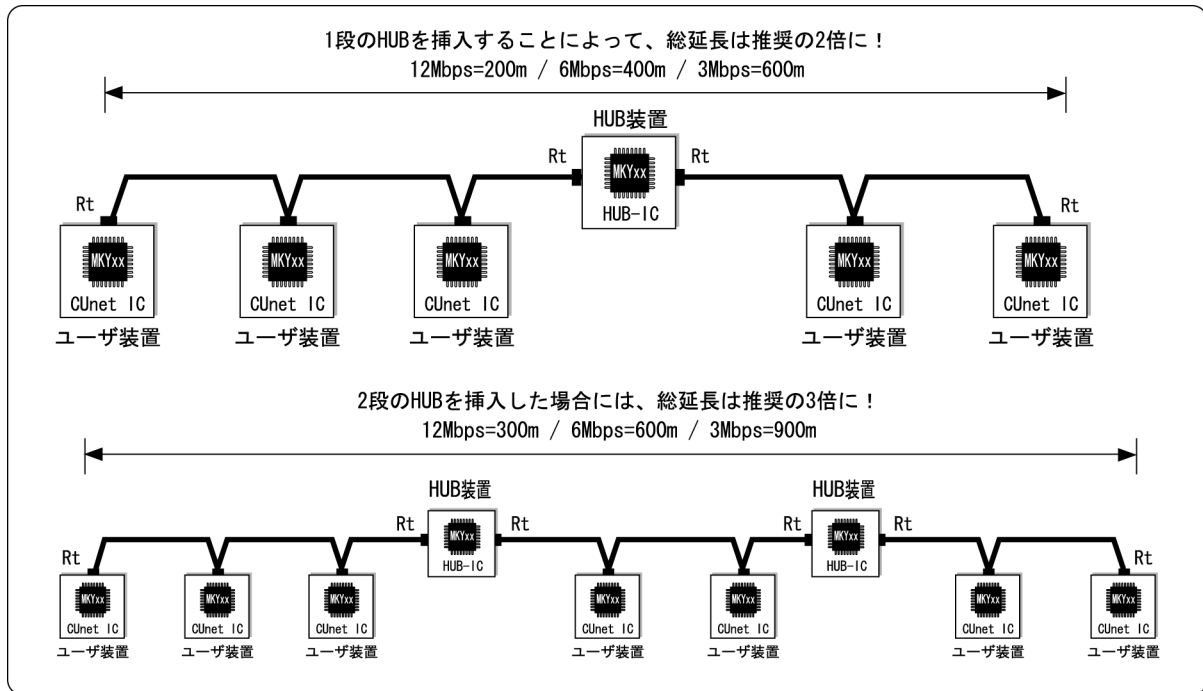 1段のHUBを挿入することによって、総延長は推奨の2倍に！
12Mbps=200m / 6Mbps=400m / 3Mbps=600m
HUB装置
Rt
Rt
MKYxx
HUB-IC
Rt
Rt
MKYxx
MKYxx
MKYxx
MKYxx
MKYxx
CUnet IC
CUnet IC
CUnet IC
CUnet IC
CUnet IC
ユーザ装置
ユーザ装置
ユーザ装置
ユーザ装置
ユーザ装置
2段のHUBを挿入した場合には、総延長は推奨の3倍に！
12Mbps=300m / 6Mbps=600m / 3Mbps=900m
HUB装置
HUB装置
Rt
Rt
Rt
Rt
MKYxx
MKYxx
HUB-IC
HUB-IC
Rt
Rt
MKYxx
MKYxx
MKYxx
MKYxx
MKYxx
MKYxx
MKYxx
CUnet IC
CUnet IC
CUnet IC
CUnet IC
CUnet IC
CUnet IC
CUnet IC
ユーザ装置
ユーザ装置
ユーザ装置
ユーザ装置
ユーザ装置
ユーザ装置
ユーザ装置